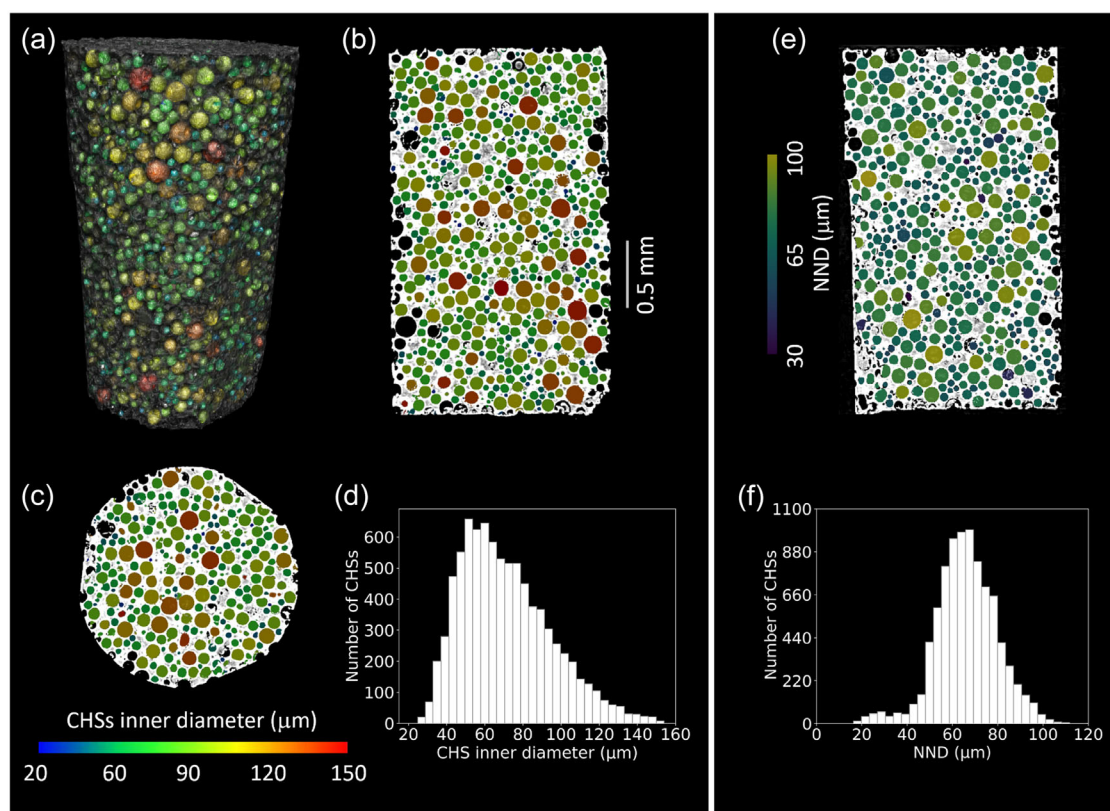 (a)
(b)
0.5 mm
(c)
CHSs inner diameter (μm)
20 60 90 120 150
(d)
Number of CHSs
600
500
400
300
200
100
0
20 40 60 80 100 120 140 160
CHS inner diameter (μm)
(e)
100
65
30
NND (μm)
(f)
Number of CHSs
1100
880
660
440
220
0
0 20 40 60 80 100 120
NND (μm)